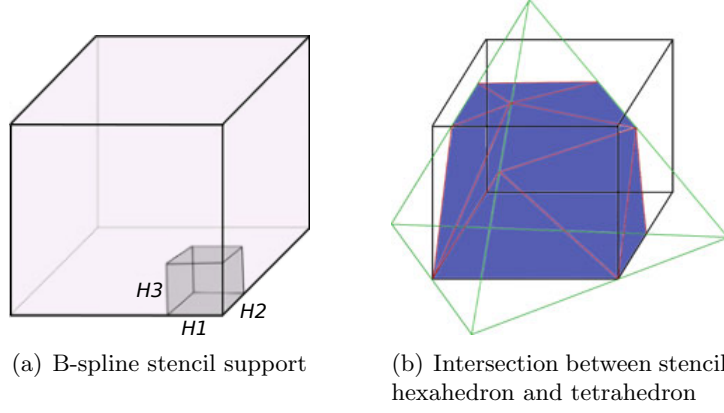 H3
H2
H1
(a) B-spline stencil support
(b) Intersection between stencil
hexahedron and tetrahedron